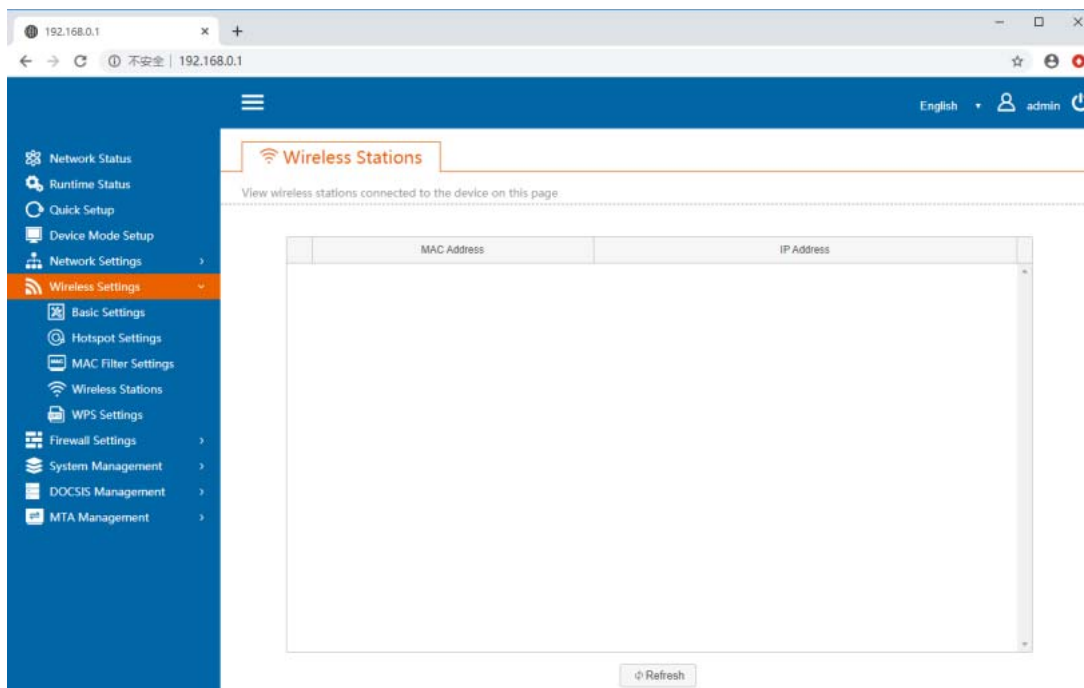 192.168.0.1
不安全 | 192.168.0.1
English admin
Network Status
Runtime Status
Quick Setup
Device Mode Setup
Network Settings
Wireless Settings
Basic Settings
Hotspot Settings
MAC Filter Settings
Wireless Stations
WPS Settings
Firewall Settings
System Management
DOCSIS Management
MTA Management
Wireless Stations
View wireless stations connected to the device on this page
MAC Address IP Address
Refresh